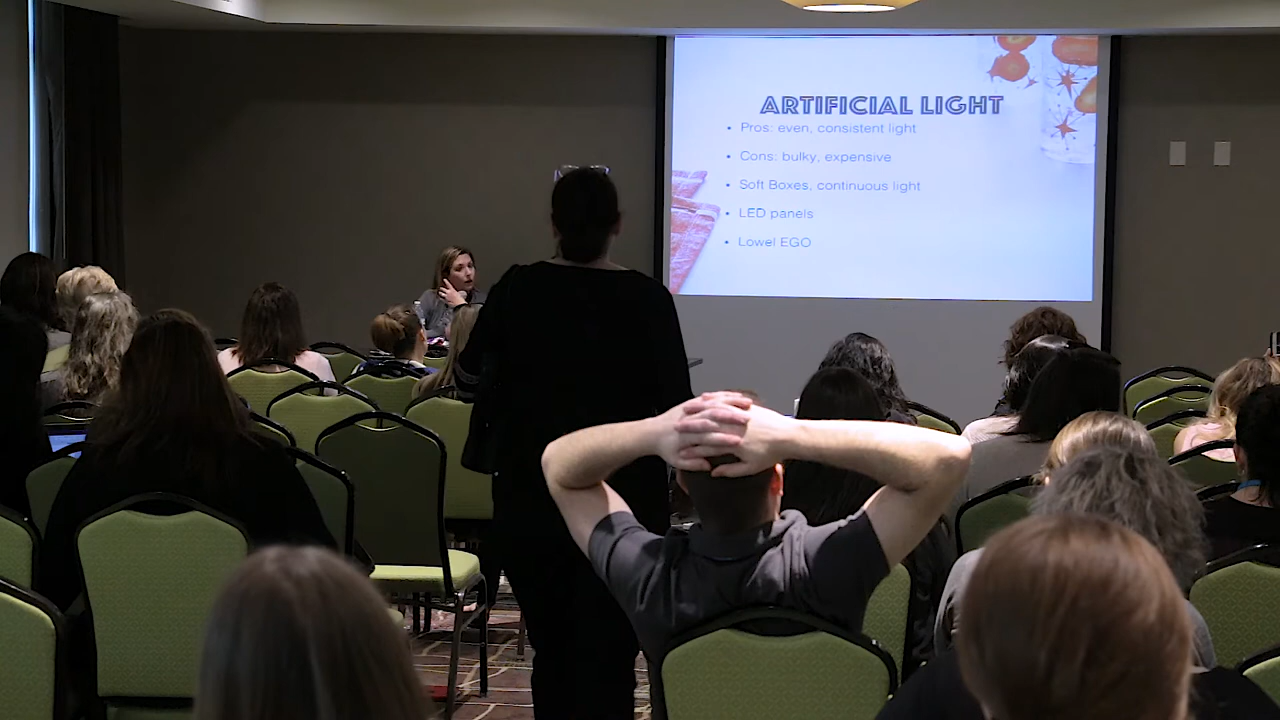 ARTIFICIAL LIGHT
• Pros: even, consistent light
• Cons: bulky, expensive
• Soft Boxes, continuous light
• LED panels
• Lowel EGO